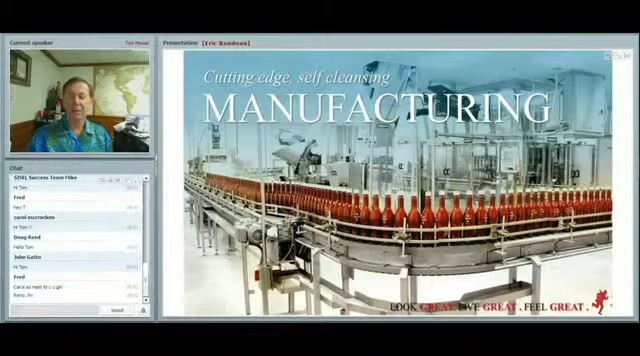 Current speaker
Tom Mower
Presentation [Eric Rondeau]
Cutting edge, self cleansing
MANUFACTURING
Chat
SISEL Success Team Mike
Hi Tom
Fred
Hey T
carol mccracken
Hi Tom !!
Doug Reed
Hello Tom
John Gatto
Hi Tom
Fred
Send
LOOK GREAT. LIVE GREAT . FEEL GREAT .